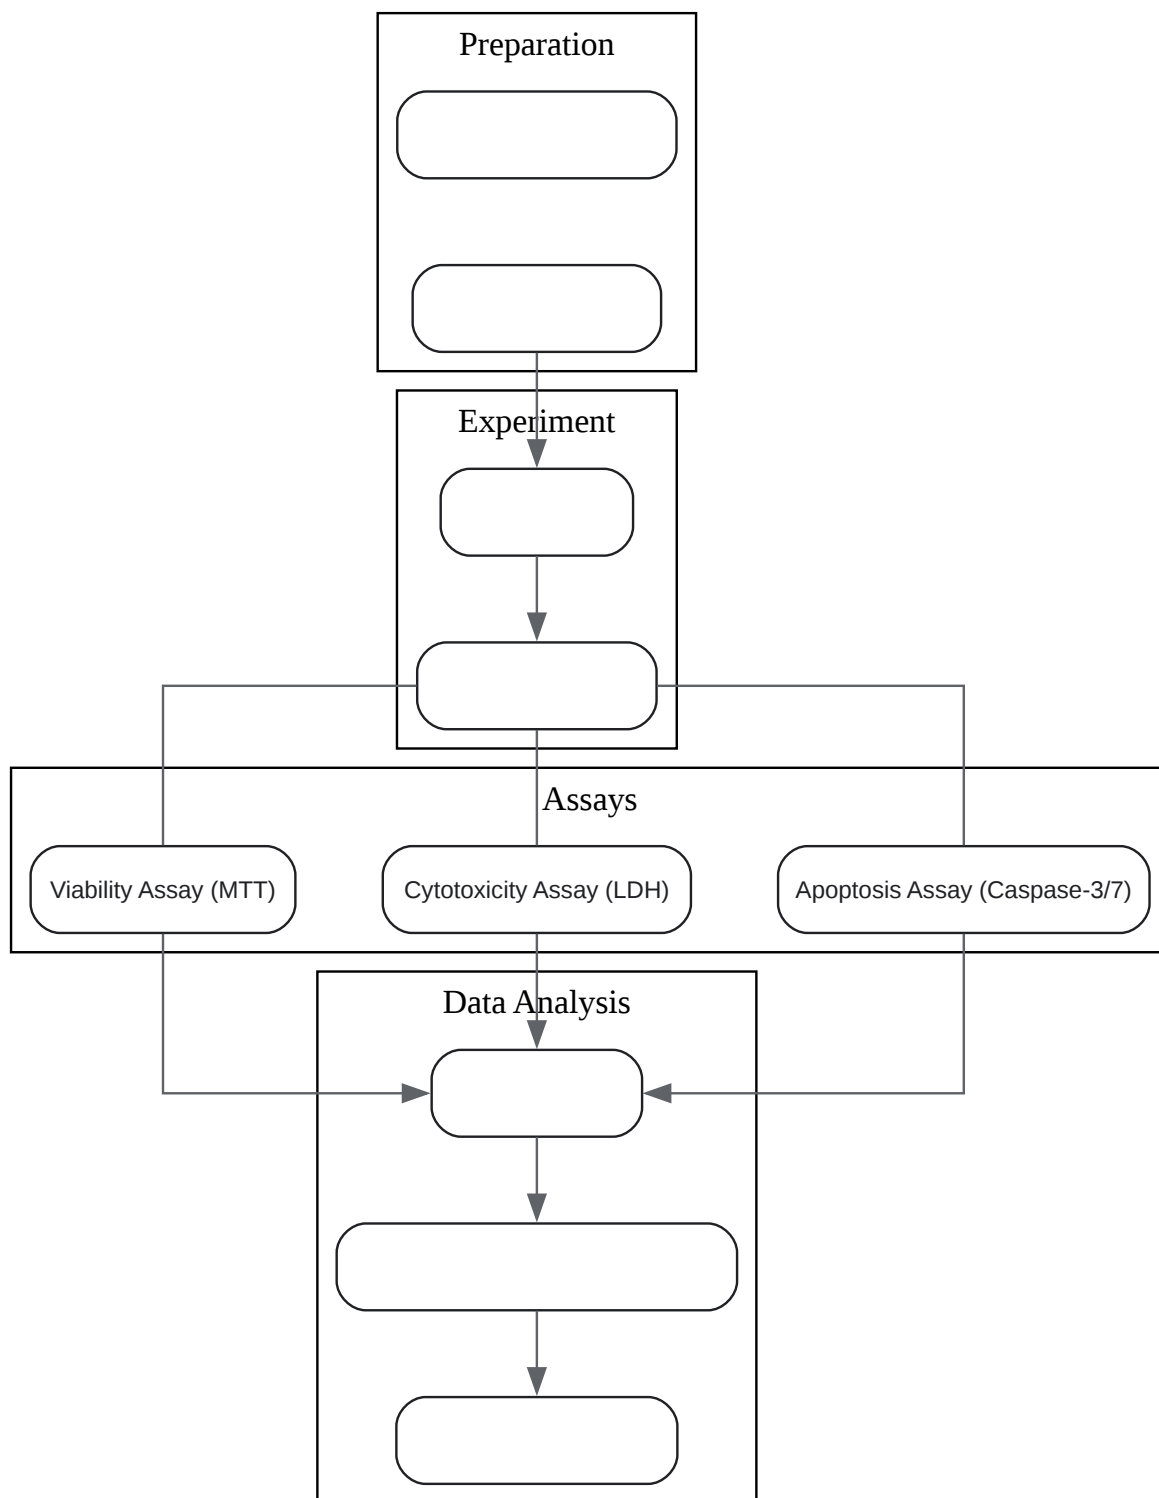 Preparation
Experiment
Assays
Viability Assay (MTT)
Cytotoxicity Assay (LDH)
Apoptosis Assay (Caspase-3/7)
Data Analysis